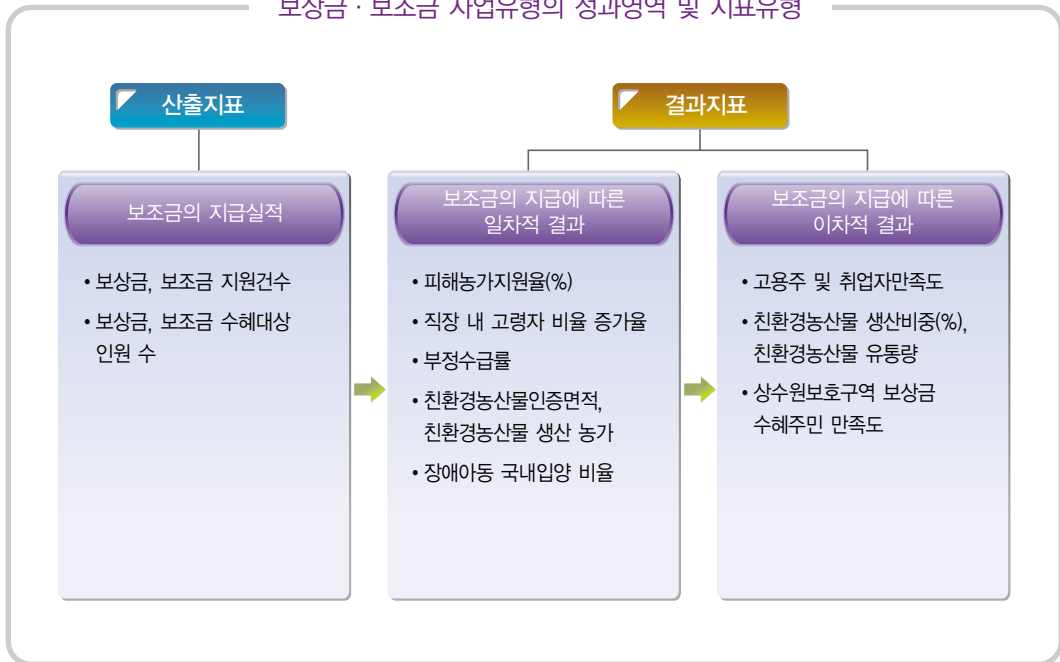 보상금·보조금 사업유형의 성과영역 및 지표유형
산출지표
결과지표
보조금의 지급실적
• 보상금, 보조금 지원건수
• 보상금, 보조금 수혜대상
인원 수
보조금의 지급에 따른
일차적 결과
• 피해농가지원율(%)
• 직장 내 고령자 비율 증가율
• 부정수급률
• 친환경농산물인증면적,
친환경농산물 생산 농가
• 장애아동 국내입양 비율
보조금의 지급에 따른
이차적 결과
• 고용주 및 취업자만족도
• 친환경농산물 생산비중(%),
친환경농산물 유통량
• 상수원보호구역 보상금
수혜주민 만족도